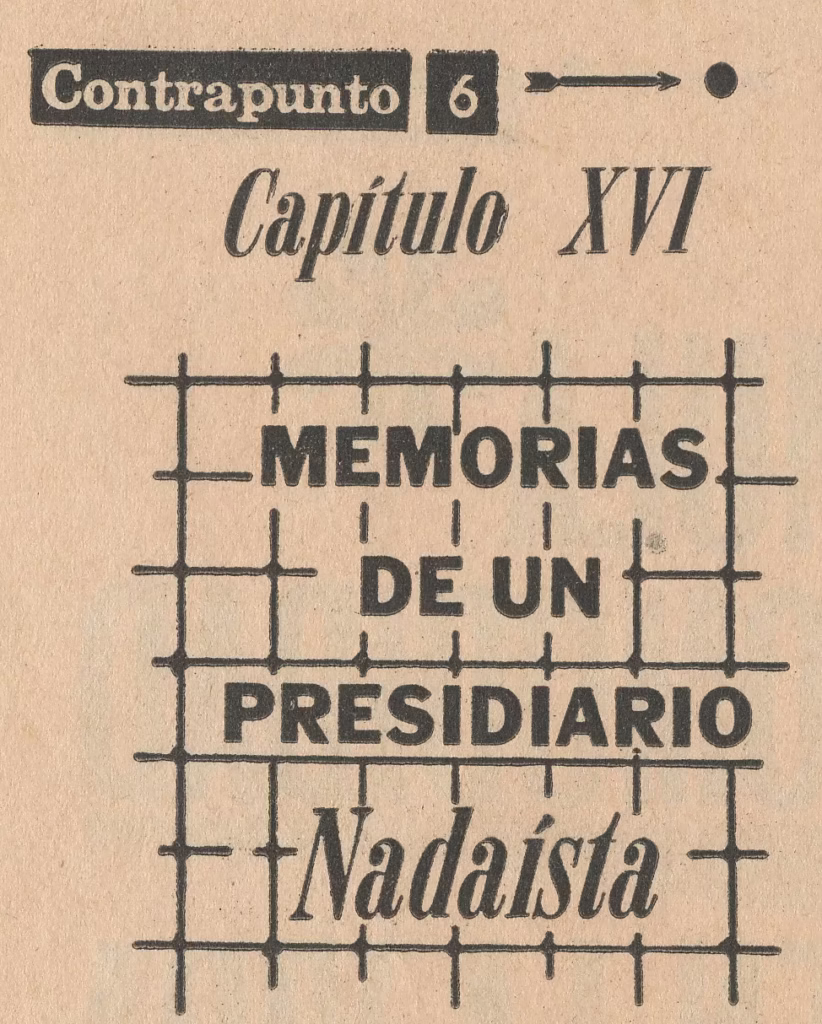 Contrapunto 6
Capítulo XVI
MEMORIAS
DE UN
PRESIDIARIO
Nadaísta